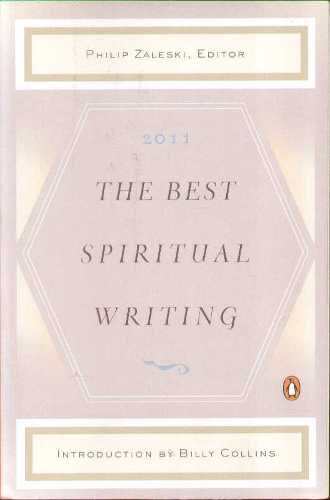 PHILIP ZALESKI, EDITOR
2011
THE BEST
SPIRITUAL
WRITING
INTRODUCTION BY BILLY COLLINS